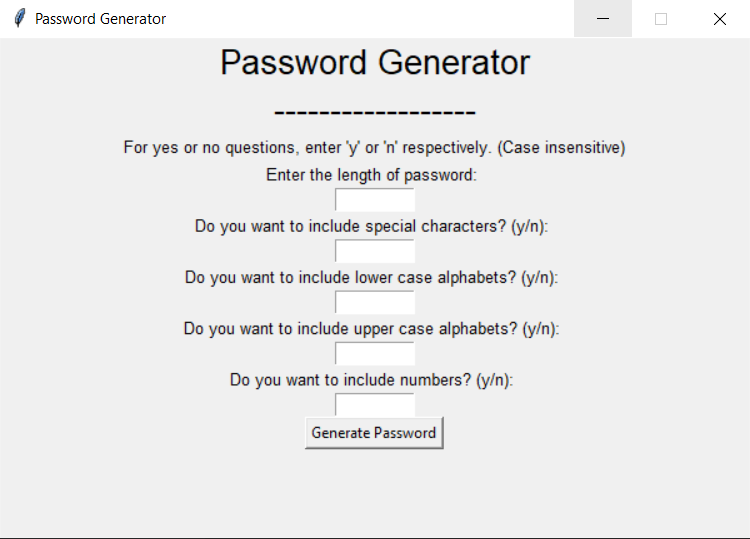 Password Generator
Password Generator
------------------
For yes or no questions, enter 'y' or 'n' respectively. (Case insensitive)
Enter the length of password:
Do you want to include special characters? (y/n):
Do you want to include lower case alphabets? (y/n):
Do you want to include upper case alphabets? (y/n):
Do you want to include numbers? (y/n):
Generate Password